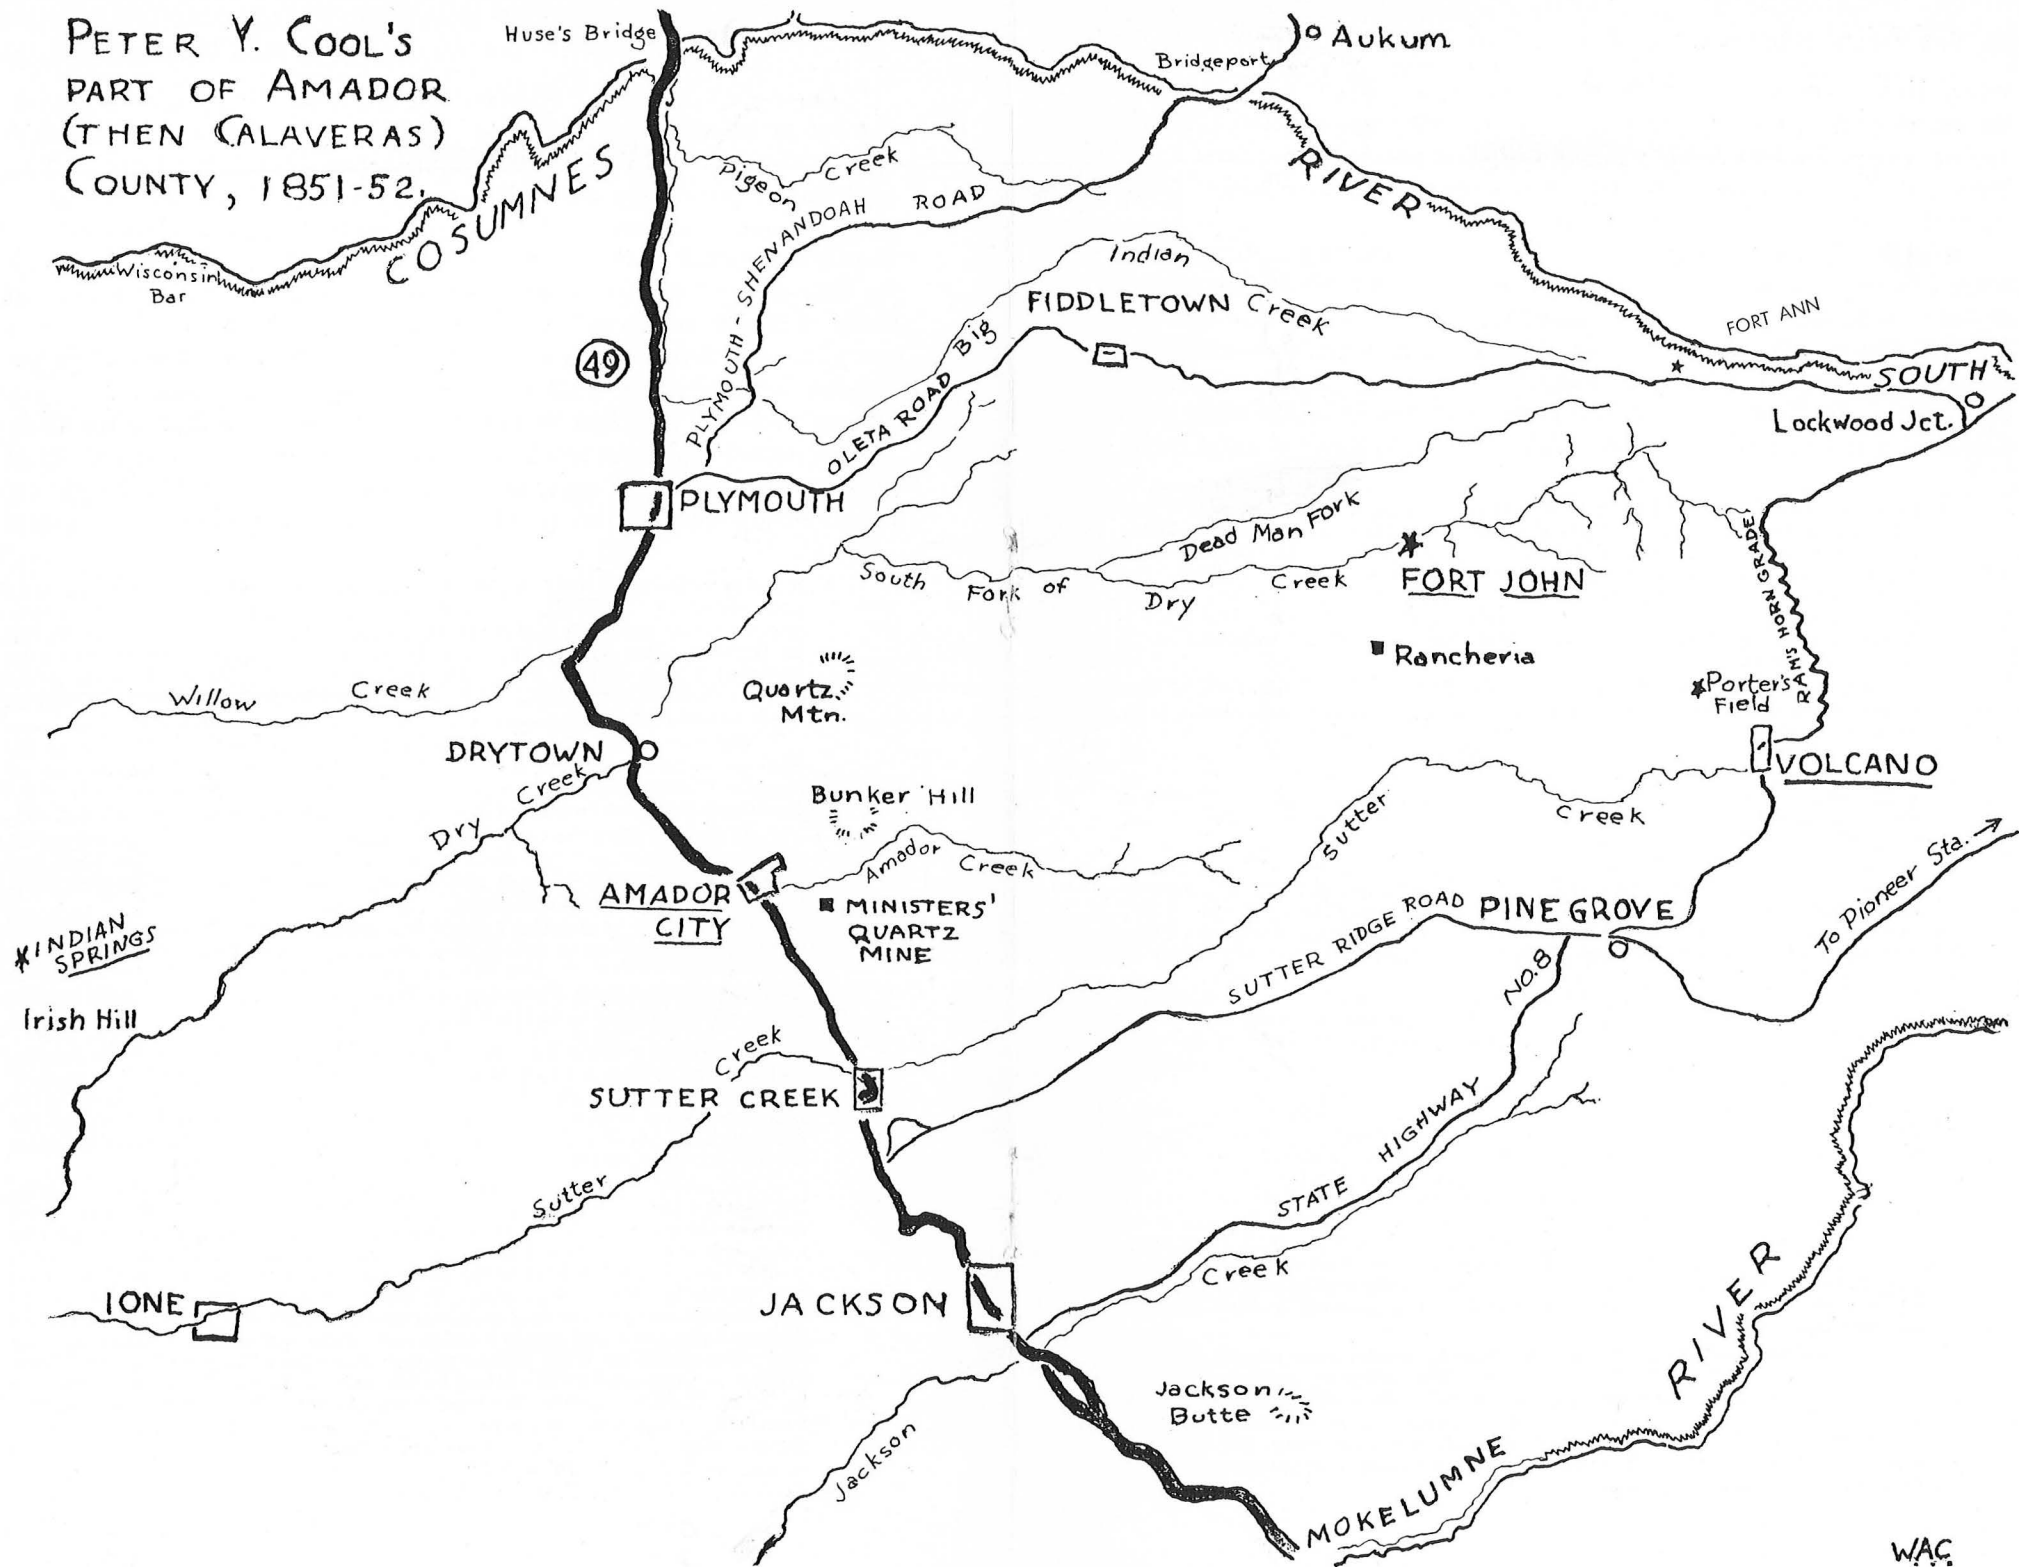 PETER Y. COOL'S
PART OF AMADOR
(THEN CALAVERAS)
COUNTY, 1851-52.
Huse's Bridge
Aukum
Bridgeport
COSUMNES
RIVER
Wisconsin
Bar
Pigeon
Creek
PLYMOUTH - SHENANDOAH ROAD
Indian
FIDDLETOWN
Creek
Big
FORT ANN
SOUTH
Lockwood Jct.
49
OLETA ROAD
PLYMOUTH
Dead Man Fork
South Fork of Dry Creek
FORT JOHN
RAMS HORN GRADE
Rancheria
Porter's
Field
Quartz
Mtn.
Willow Creek
DRYTOWN
VOLCANO
Dry Creek
Bunker Hill
Amador Creek
Sutter
Creek
AMADOR
CITY
MINISTERS'
QUARTZ
MINE
SUTTER RIDGE ROAD
PINE GROVE
To Pioneer Sta.
INDIAN
SPRINGS
Irish Hill
NO. 8
STATE HIGHWAY
Creek
SUTTER CREEK
Sutter
IONE
JACKSON
Creek
Jackson
Jackson
Butte
MOKELUMNE
RIVER
WAC